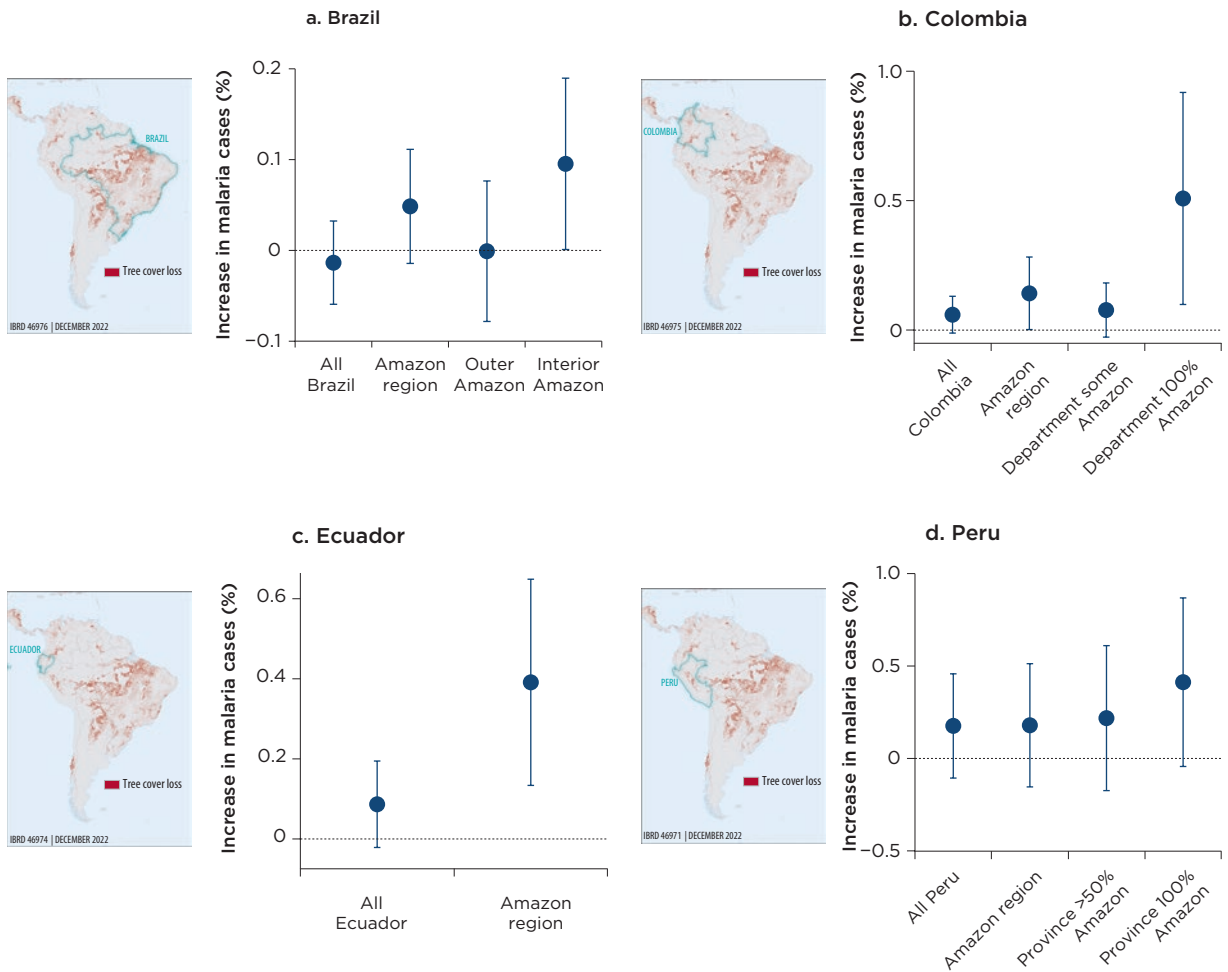 a. Brazil
BRAZIL
Tree cover loss
IBRD 46976 | DECEMBER 2022
Increase in malaria cases (%)
0.2
0.1
0
−0.1
All
Brazil
Amazon
region
Outer
Amazon
Interior
Amazon
b. Colombia
COLOMBIA
Tree cover loss
IBRD 46975 | DECEMBER 2022
Increase in malaria cases (%)
1.0
0.5
0
All
Colombia
Amazon
region
Department some
Amazon
Department 100%
Amazon
c. Ecuador
ECUADOR
Tree cover loss
IBRD 46974 | DECEMBER 2022
Increase in malaria cases (%)
0.6
0.4
0.2
0
All
Ecuador
Amazon
region
d. Peru
PERU
Tree cover loss
IBRD 46971 | DECEMBER 2022
Increase in malaria cases (%)
1.0
0.5
0
−0.5
All Peru
Amazon region
Province >50%
Amazon
Province 100%
Amazon